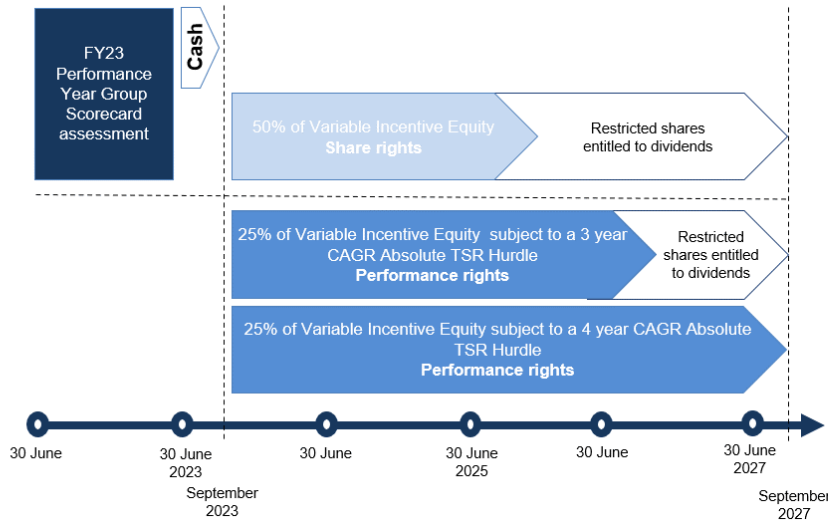 FY23
Performance
Year Group
Scorecard
assessment
Cash
50% of Variable Incentive Equity
Share rights
Restricted shares
entitled to dividends
25% of Variable Incentive Equity subject to a 3 year
CAGR Absolute TSR Hurdle
Performance rights
Restricted
shares entitled
to dividends
25% of Variable Incentive Equity subject to a 4 year CAGR Absolute
TSR Hurdle
Performance rights
30 June
30 June
2023
30 June
30 June
2025
30 June
30 June
2027
September
2023
September
2027